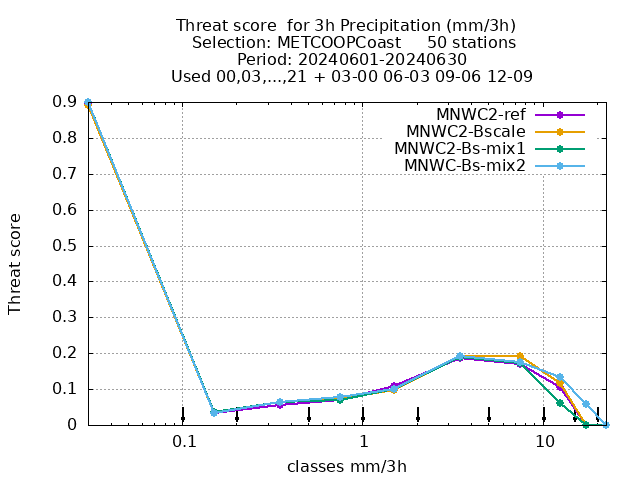 Threat score  for 3h Precipitation (mm/3h)
Selection: METCOOPCoast     50 stations
Period: 20240601-20240630
Used 00,03,...,21 + 03-00 06-03 09-06 12-09
MNWC2-ref
MNWC2-Bscale
MNWC2-Bs-mix1
MNWC-Bs-mix2
Threat score
0.9
0.8
0.7
0.6
0.5
0.4
0.3
0.2
0.1
0
0.1 1 10
classes mm/3h